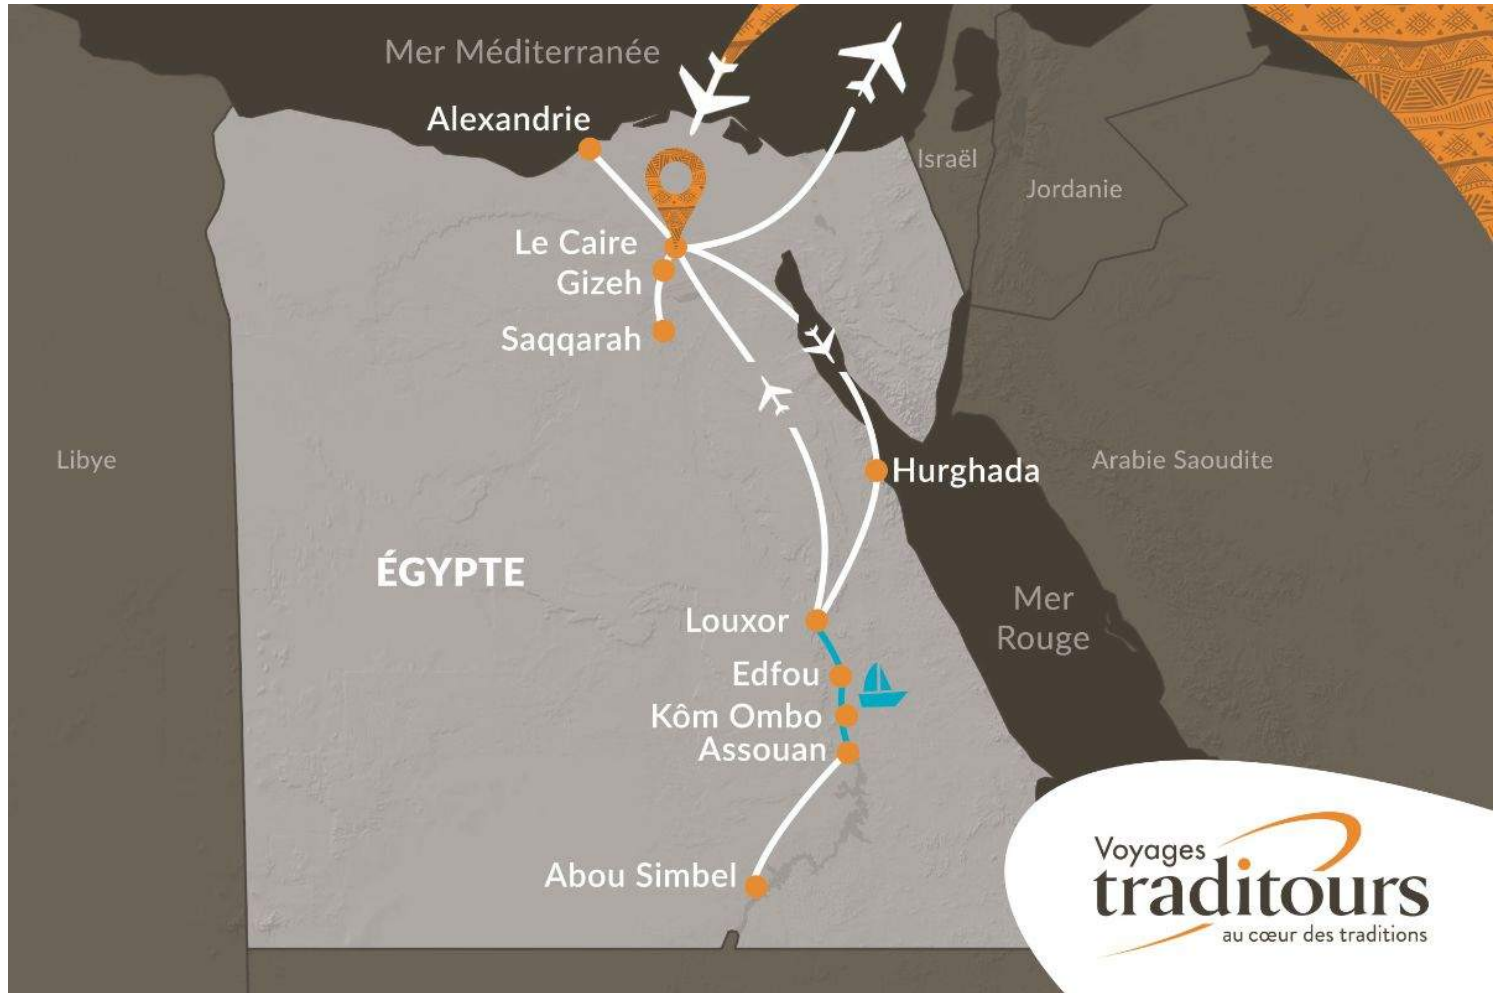 Mer Méditerranée
Alexandrie
Israël
Jordanie
Le Caire
Gizeh
Saqqarah
Libye
Hurghada
Arabie Saoudite
ÉGYPTE
Mer
Rouge
Louxor
Edfou
Kôm Ombo
Assouan
Abou Simbel
Voyages
traditours
au cœur des traditions